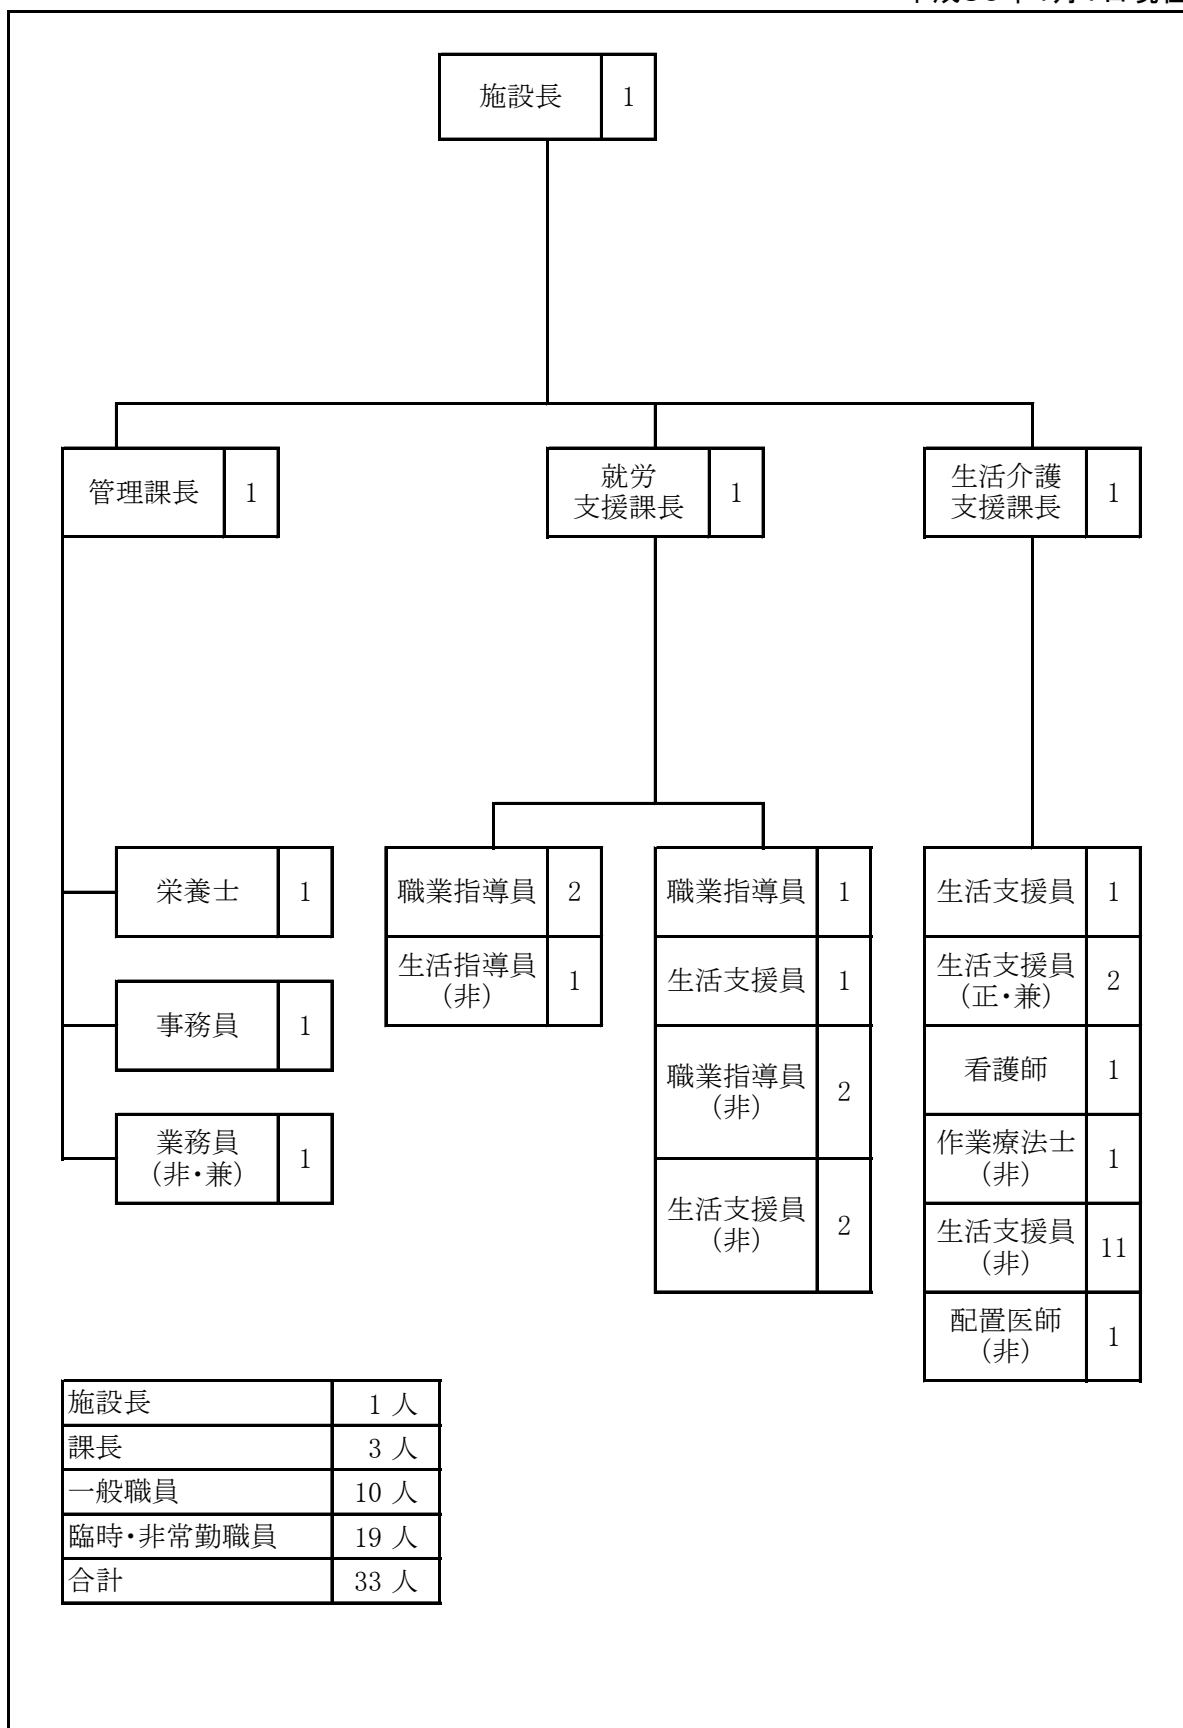 施設長 1
管理課長 1
就労
支援課長 1
生活介護
支援課長 1
栄養士 1
事務員 1
業務員
(非・兼) 1
職業指導員 2
生活指導員
(非) 1
職業指導員 1
生活支援員 1
職業指導員
(非) 2
生活支援員
(非) 2
生活支援員 1
生活支援員
(正・兼) 2
看護師 1
作業療法士
(非) 1
生活支援員
(非) 11
配置医師
(非) 1
施設長 1 人
課長 3 人
一般職員 10 人
臨時・非常勤職員 19 人
合計 33 人